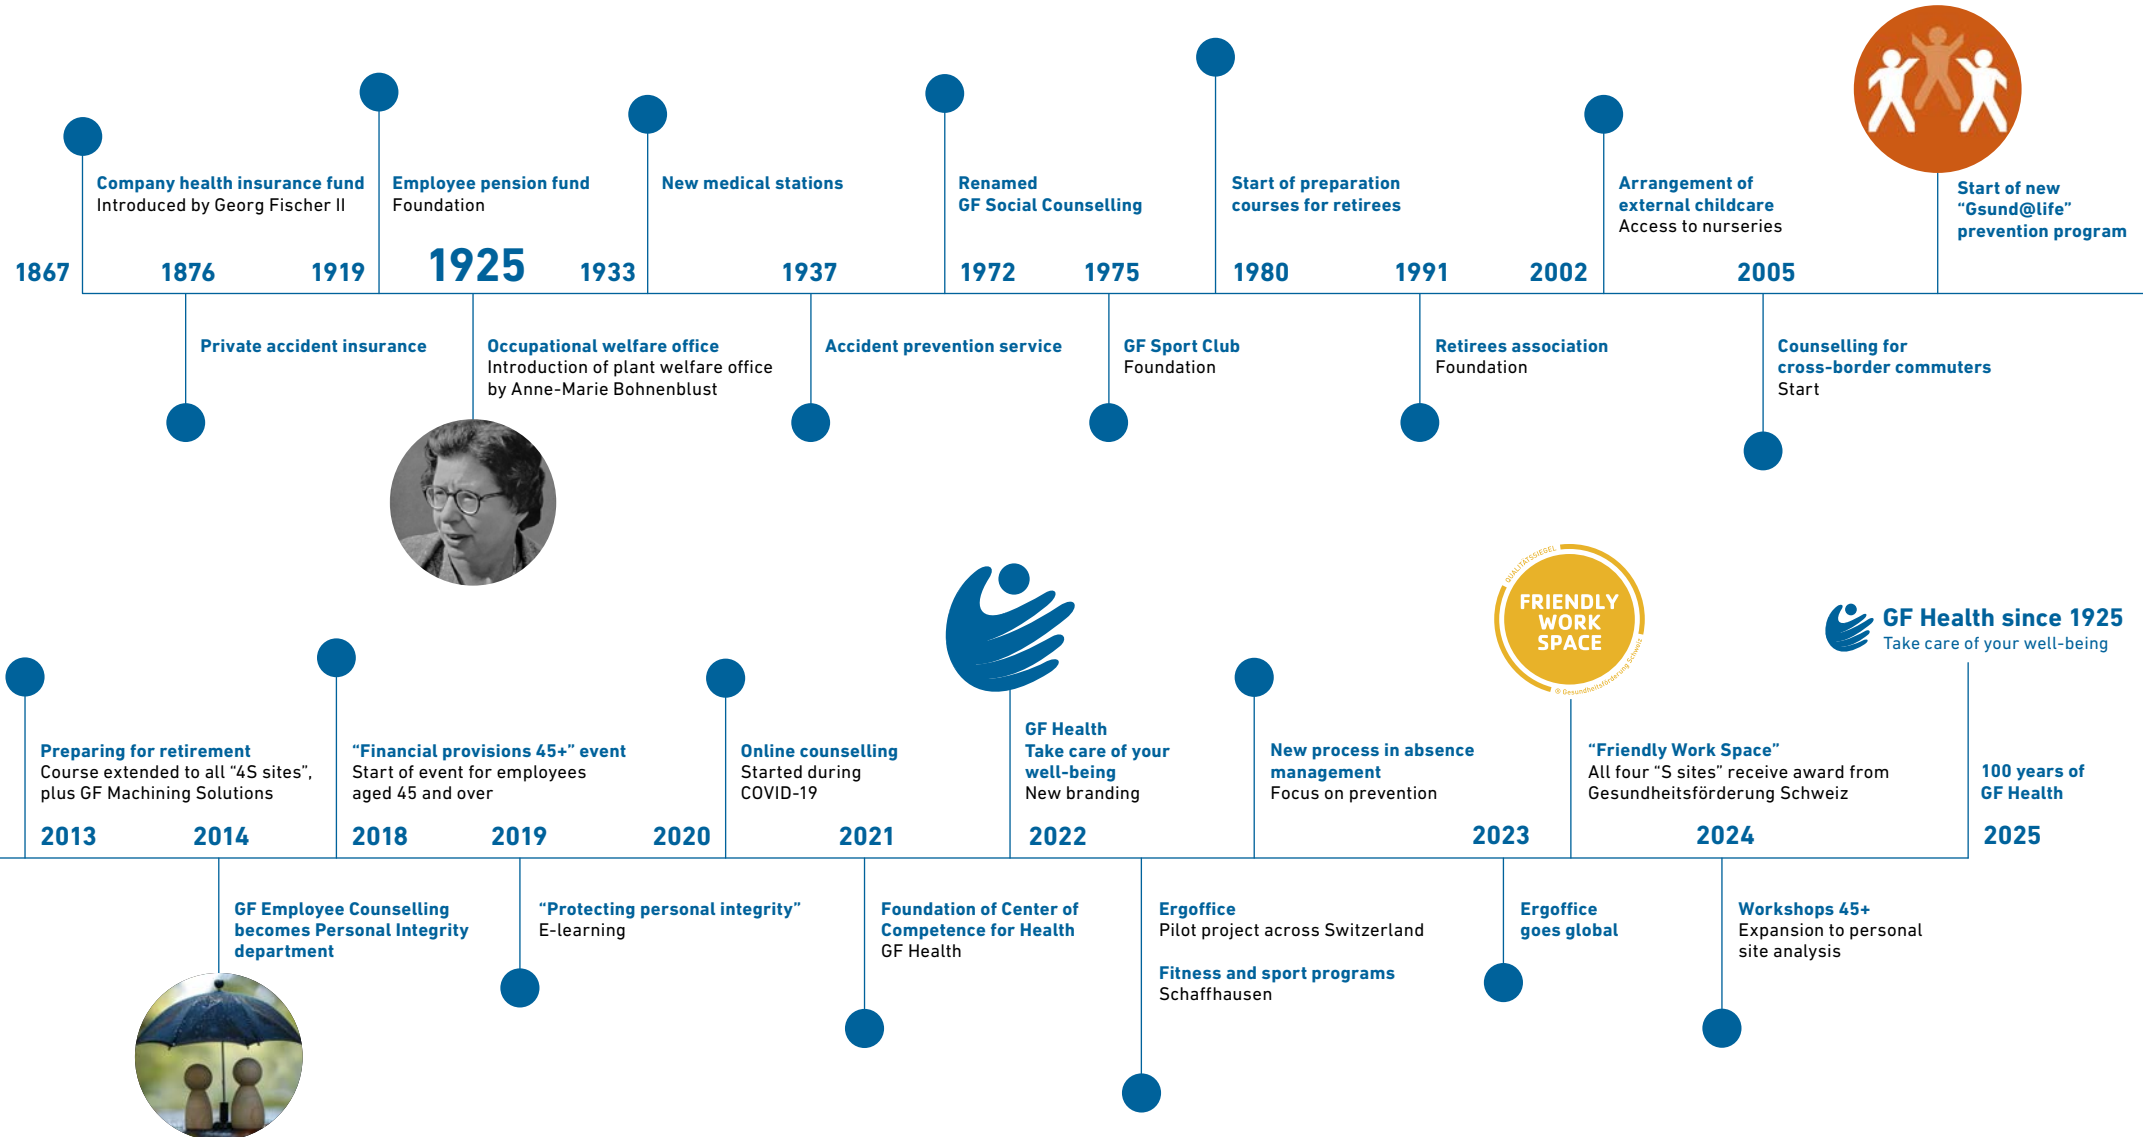 Company health insurance fund
Introduced by Georg Fischer II
Employee pension fund
Foundation
New medical stations
Renamed
GF Social Counselling
Start of preparation
courses for retirees
Arrangement of
external childcare
Access to nurseries
Start of new
“Gsund@life”
prevention program
1867
1876
1919
1925
1933
1937
1972
1975
1980
1991
2002
2005
Private accident insurance
Occupational welfare office
Introduction of plant welfare office
by Anne-Marie Bohnenblust
Accident prevention service
GF Sport Club
Foundation
Retirees association
Foundation
Counselling for
cross-border commuters
Start
QUALITÄTSSIEGEL
FRIENDLY
WORK
SPACE
® Gesundheitsförderung Schweiz
GF Health since 1925
Take care of your well-being
Preparing for retirement
Course extended to all “4S sites”,
plus GF Machining Solutions
“Financial provisions 45+” event
Start of event for employees
aged 45 and over
Online counselling
Started during
COVID-19
GF Health
Take care of your
well-being
New branding
New process in absence
management
Focus on prevention
“Friendly Work Space”
All four “S sites” receive award from
Gesundheitsförderung Schweiz
100 years of
GF Health
2013
2014
2018
2019
2020
2021
2022
2023
2024
2025
GF Employee Counselling
becomes Personal Integrity
department
“Protecting personal integrity”
E-learning
Foundation of Center of
Competence for Health
GF Health
Ergoffice
Pilot project across Switzerland
Fitness and sport programs
Schaffhausen
Ergoffice
goes global
Workshops 45+
Expansion to personal
site analysis